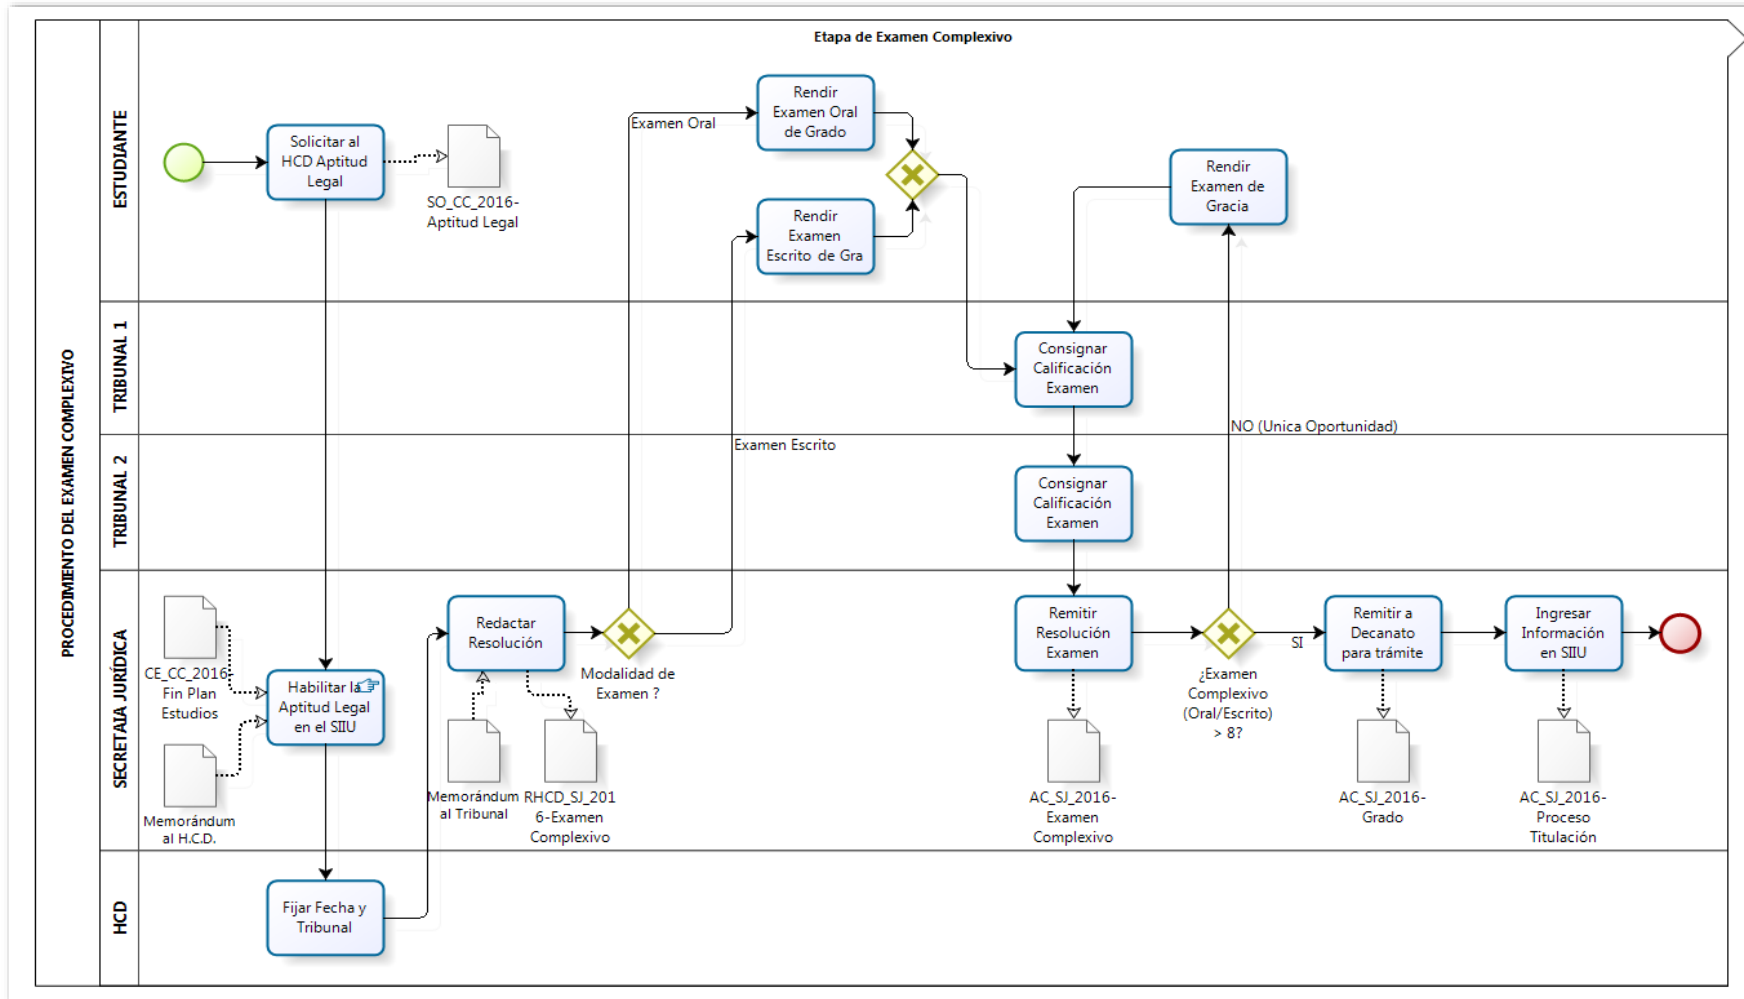 Etapa de Examen Complexivo
PROCEDIMIENTO DEL EXAMEN COMPLEXIVO
ESTUDIANTE
Solicitar al
HCD Aptitud
Legal
SO_CC_2016-
Aptitud Legal
Examen Oral
Rendir
Examen Oral
de Grado
Rendir
Examen
Escrito de Gra
Rendir
Examen de
Gracia
TRIBUNAL 1
Consignar
Calificación
Examen
NO (Unica Oportunidad)
TRIBUNAL 2
Examen Escrito
Consignar
Calificación
Examen
SECRETAIA JURÍDICA
CE_CC_2016-
Fin Plan
Estudios
Memorándum
al H.C.D.
Habilitar la
Aptitud Legal
en el SIIU
Redactar
Resolución
Memorándum
al Tribunal
RHCD_SJ_201
6-Examen
Complexivo
Modalidad de
Examen ?
Remitir
Resolución
Examen
AC_SJ_2016-
Examen
Complexivo
¿Examen
Complexivo
(Oral/Escrito)
> 8?
SI
Remitir a
Decanato
para trámite
AC_SJ_2016-
Grado
Ingresar
Información
en SIIU
AC_SJ_2016-
Proceso
Titulación
HCD
Fijar Fecha y
Tribunal